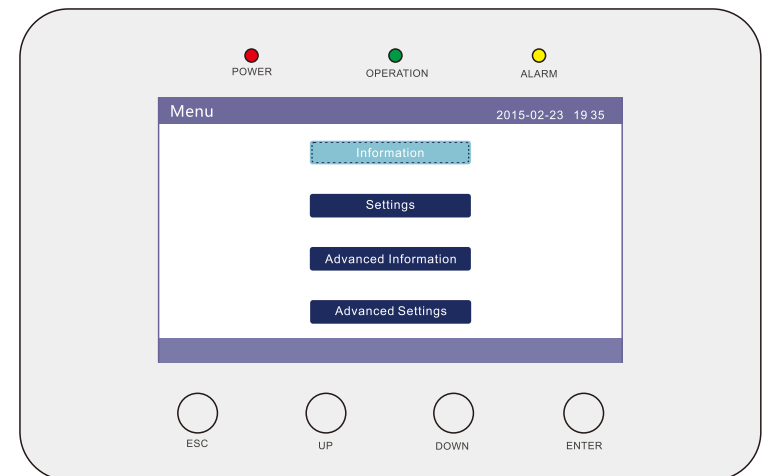 POWER OPERATION ALARM
Menu 2015-02-23 19 35
Information
Settings
Advanced Information
Advanced Settings
ESC UP DOWN ENTER